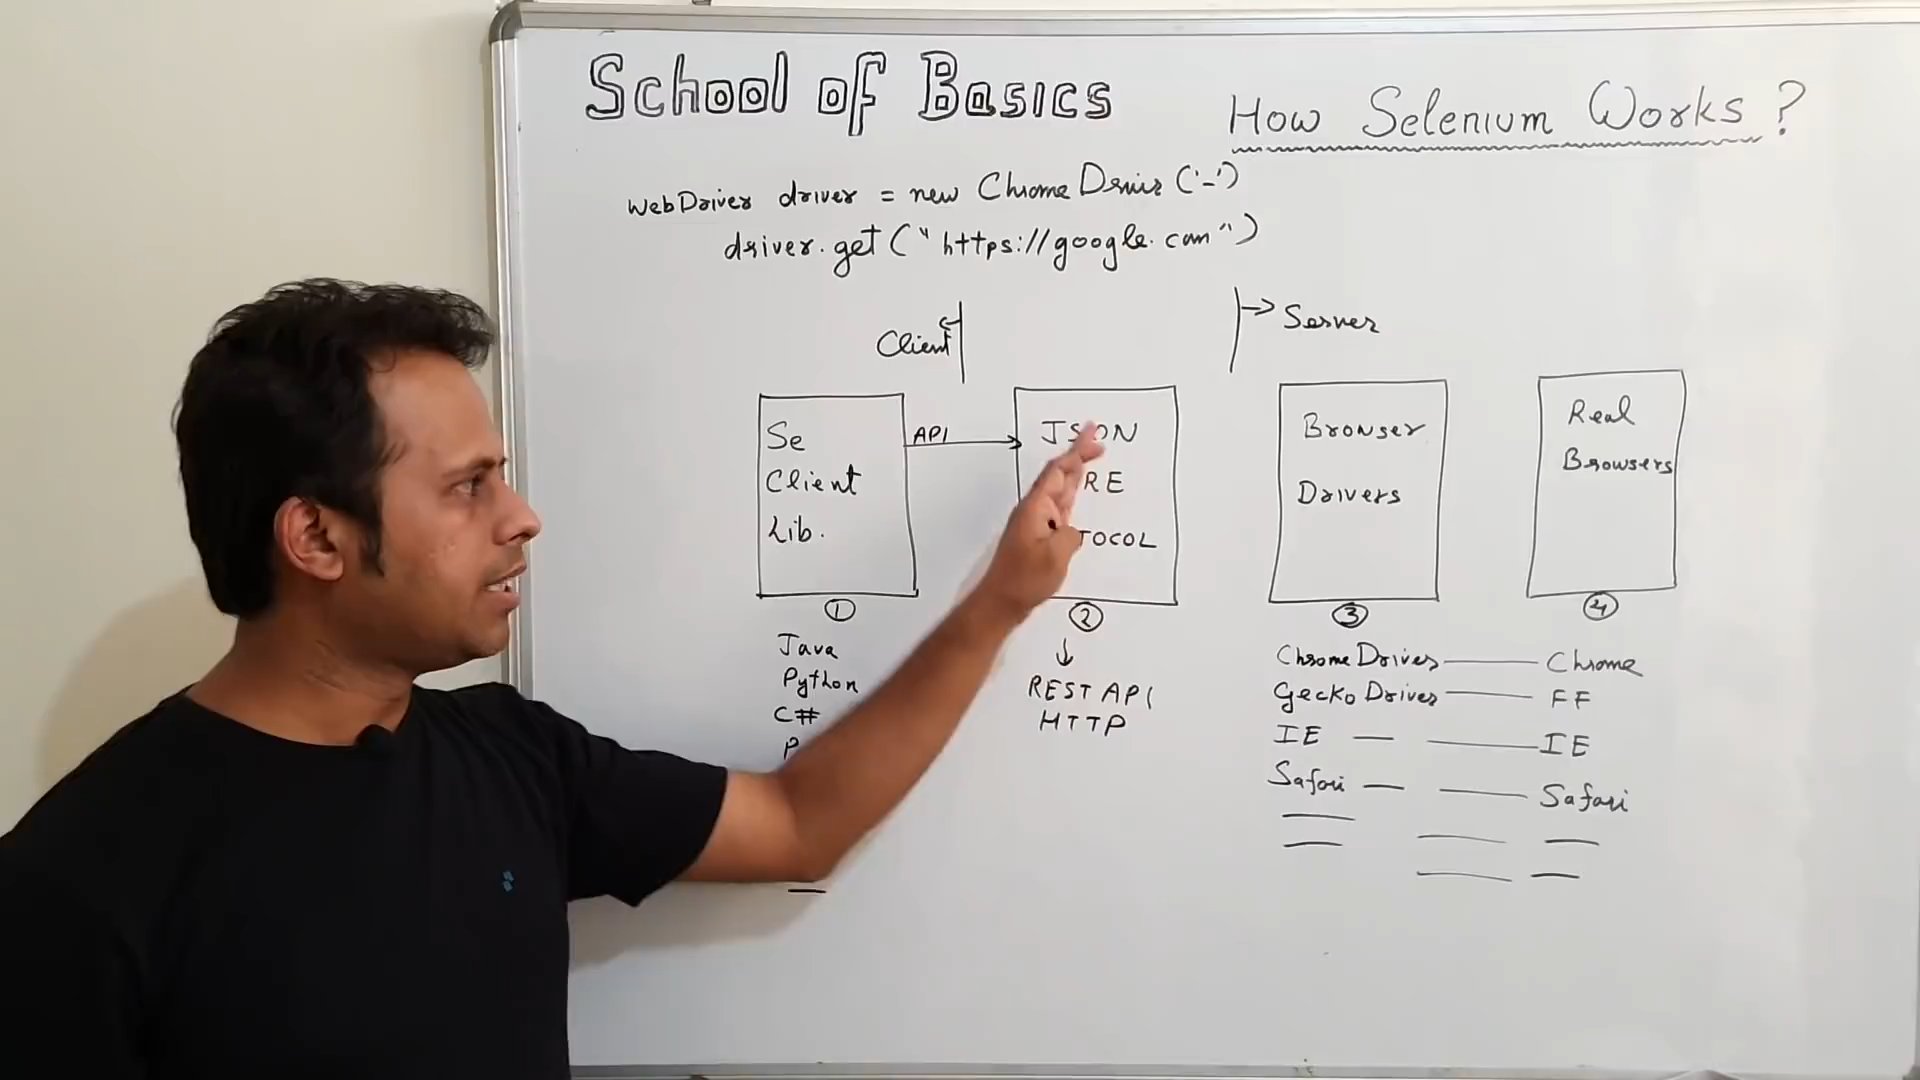 School of Basics
How Selenium Works ?
WebDriver driver = new ChromeDriver ('-')
driver.get ("https://google.com")
Client
Server
Se
Client
Lib.
API
JSON
RE
TOCOL
Browser
Drivers
Real
Browsers
1
2
3
4
Java
Python
C#
P
REST API
HTTP
Chrome Driver
Chrome
Gecko Driver
FF
IE
IE
Safari
Safari